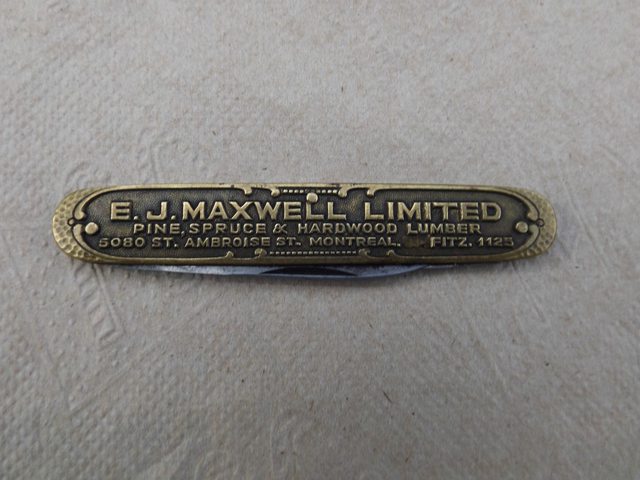 E. J. MAXWELL LIMITED
PINE, SPRUCE & HARDWOOD LUMBER
5080 ST. AMBROISE ST. MONTREAL. FITZ. 1125